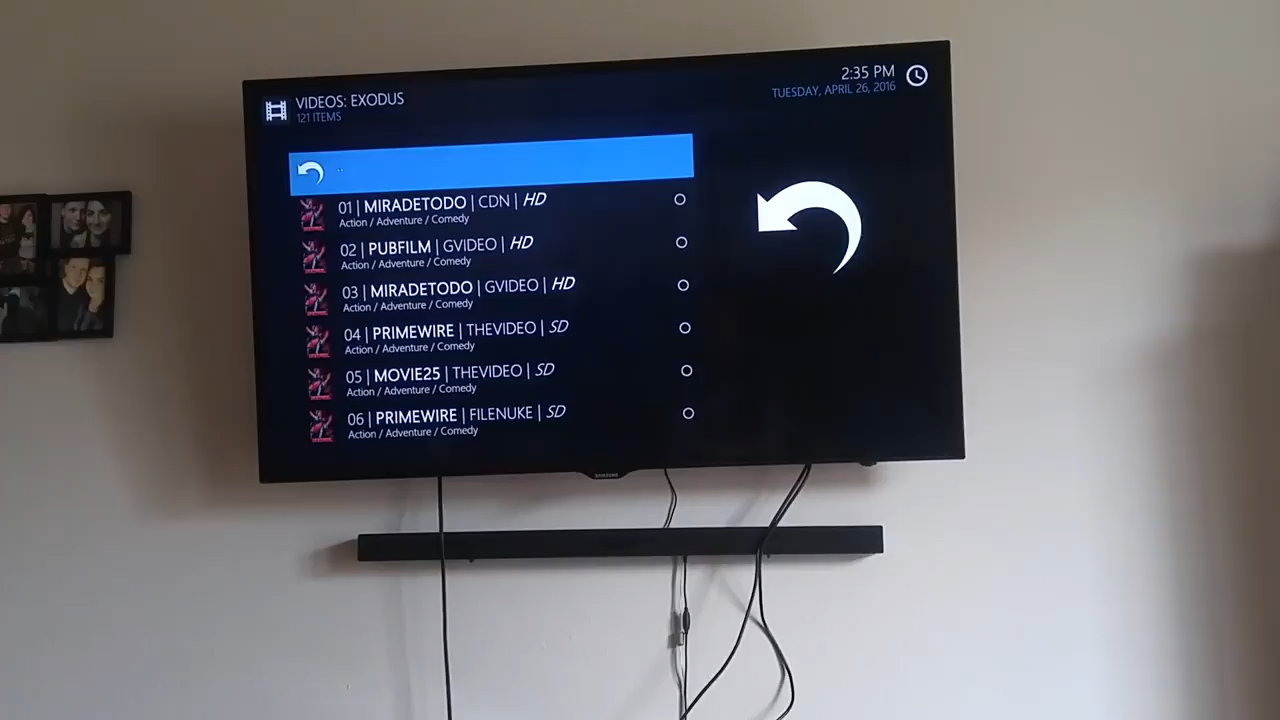 VIDEOS: EXODUS
121 ITEMS
2:35 PM
TUESDAY, APRIL 26, 2016
..
01 | MIRADETODO | CDN | HD
Action / Adventure / Comedy
02 | PUBFILM | GVIDEO | HD
Action / Adventure / Comedy
03 | MIRADETODO | GVIDEO | HD
Action / Adventure / Comedy
04 | PRIMEWIRE | THEVIDEO | SD
Action / Adventure / Comedy
05 | MOVIE25 | THEVIDEO | SD
Action / Adventure / Comedy
06 | PRIMEWIRE | FILENUKE | SD
Action / Adventure / Comedy
SAMSUNG